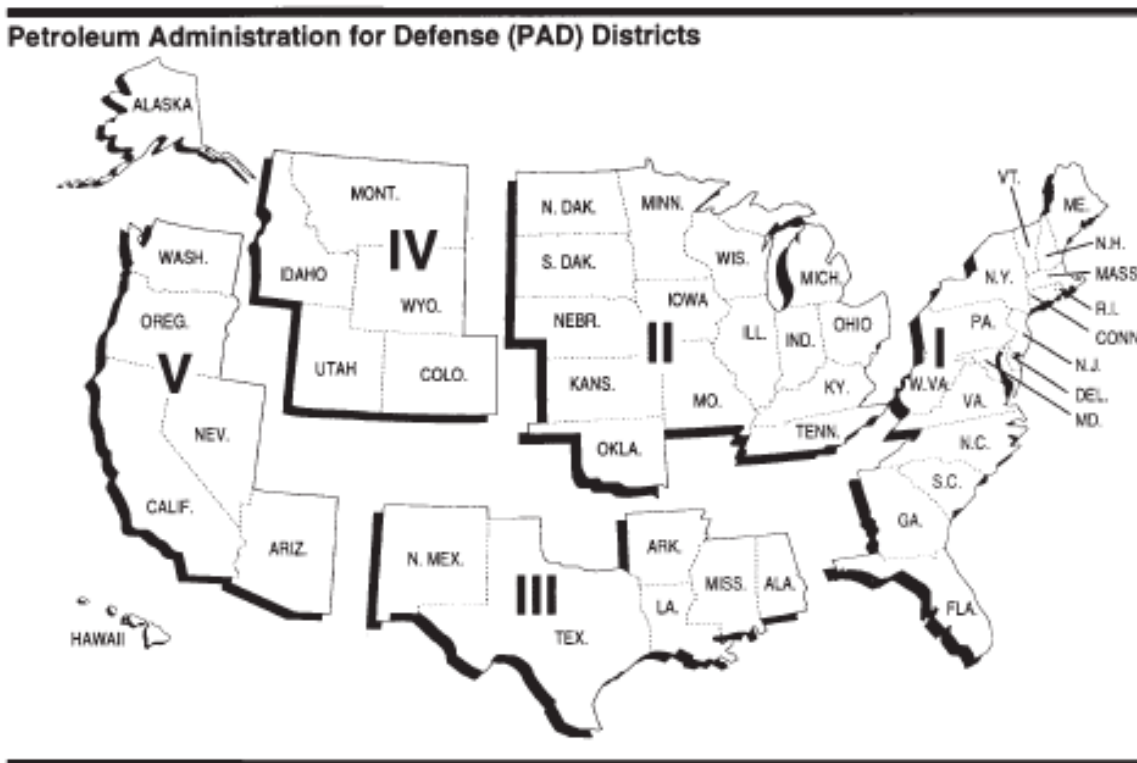 Petroleum Administration for Defense (PAD) Districts
ALASKA
VT.
ME.
MONT.
N. DAK.
MINN.
N.H.
WASH.
IV
S. DAK.
WIS.
MICH.
N.Y.
MASS
IDAHO
WYO.
IOWA
R.I.
OREG.
NEBR.
II
ILL.
IND.
OHIO
PA.
I
CONN
V
UTAH
COLO.
KANS.
MO.
KY.
W.VA.
VA.
N.J.
DEL.
MD.
NEV.
OKLA.
TENN.
N.C.
S.C.
CALIF.
ARIZ.
N. MEX.
ARK.
GA.
III
MISS.
ALA.
LA.
FLA.
HAWAII
TEX.